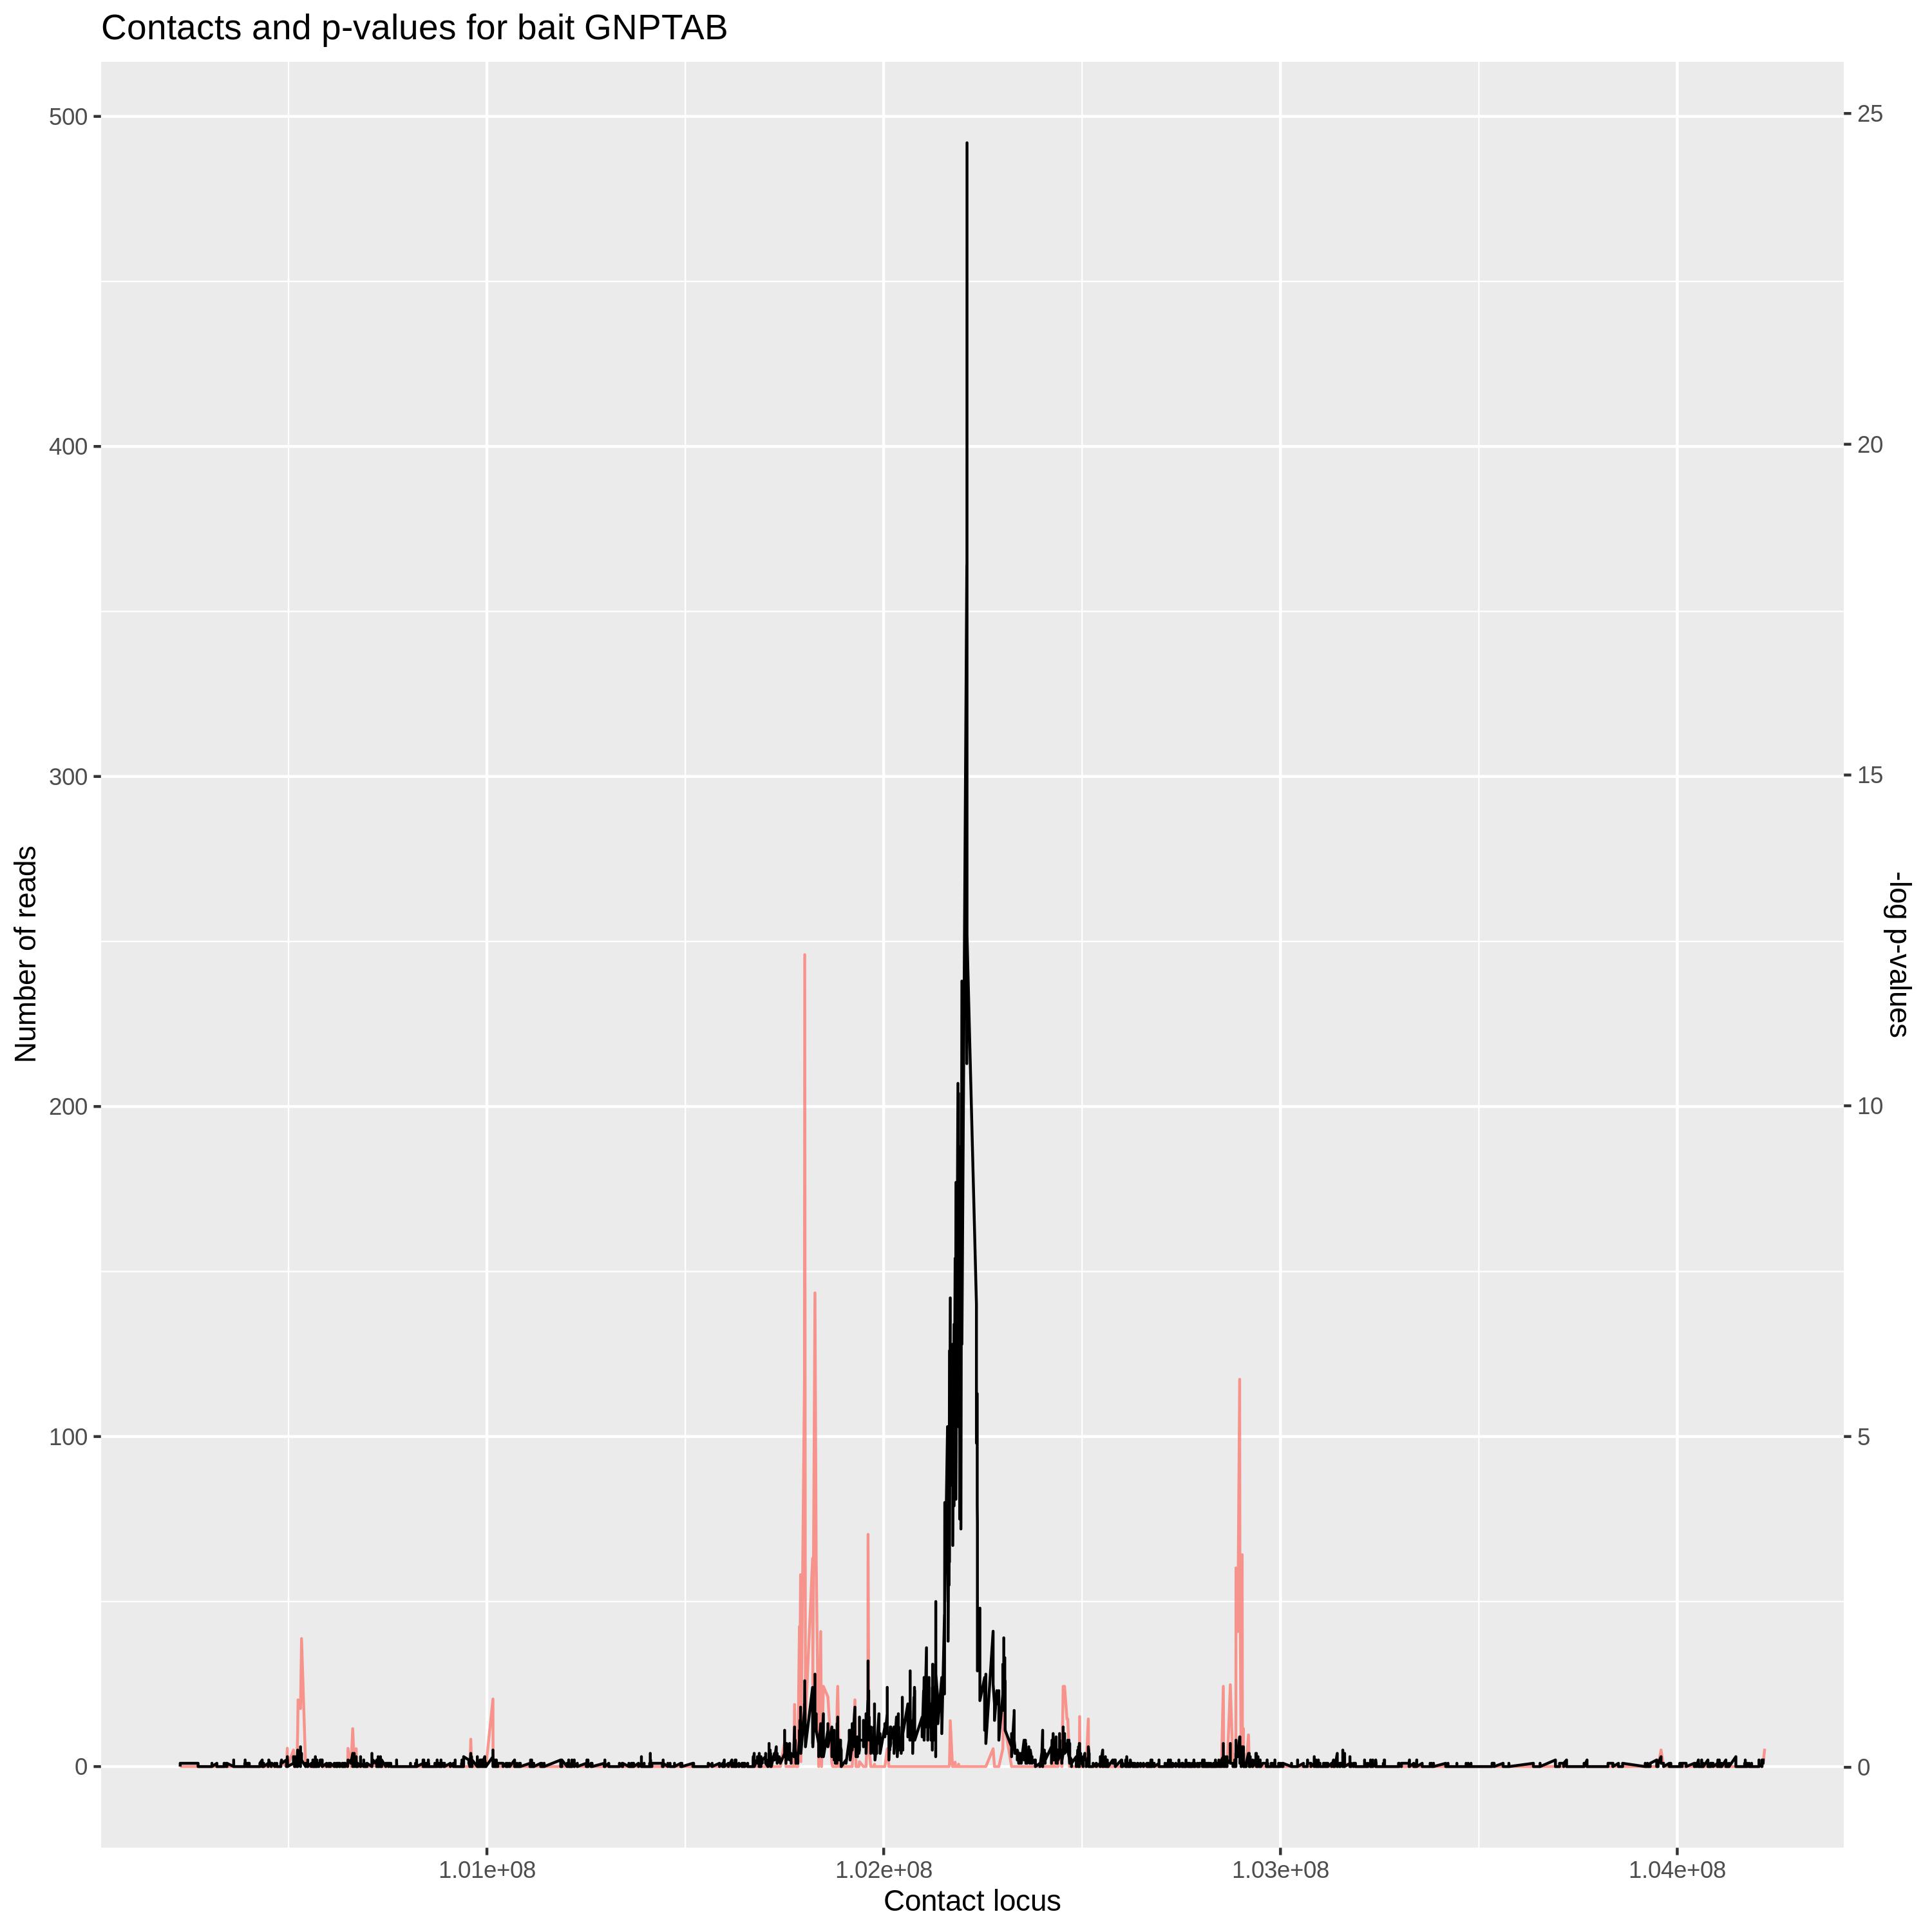 Contacts and p-values for bait GNPTAB
500
400
300
200
100
0
Number of reads
25
20
15
10
5
0
-log p-values
1.01e+08
1.02e+08
1.03e+08
1.04e+08
Contact locus